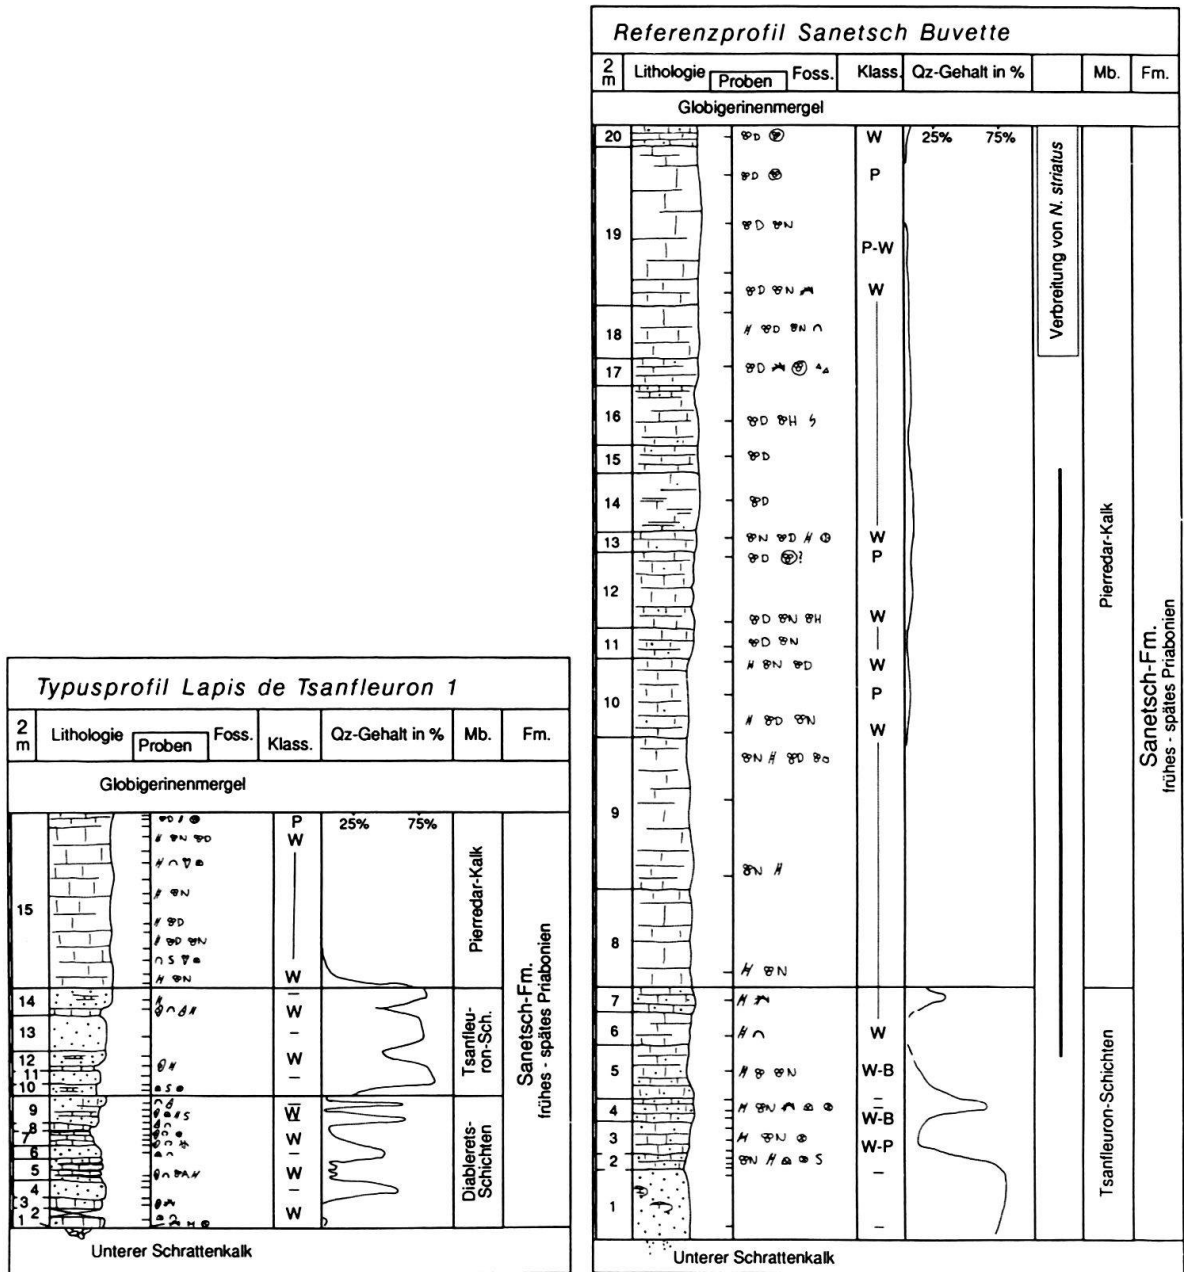 Referenzprofil Sanetsch Buvette
2 m Lithologie Proben Foss. Klass. Qz-Gehalt in % Mb. Fm.
Globigerinenmergel
25% 75%
20 W
P
19
P-W
W
18
17
16
15
14
13 W
P
12
W
11
W
10 P
W
9
8
7
6 W
5 W-B
–
4 –
W-B
3 W-P
2
–
1
–
Verbreitung von N. striatus
Pierredar-Kalk
Tsanfleuron-Schichten
Sanetsch-Fm.
frühes - spätes Priabonien
Unterer Schrattenkalk
Typusprofil Lapis de Tsanfleuron 1
2 m Lithologie Proben Foss. Klass. Qz-Gehalt in % Mb. Fm.
Globigerinenmergel
25% 75%
P
W
15
W
14 –
W
13 –
12 W
11
10 –
9 –
W
8
7 W
6 –
5 W
4 –
3
2 W
1
Pierredar-Kalk
Tsanfleu-
ron-Sch.
Diablerets-
Schichten
Sanetsch-Fm.
frühes - spätes Priabonien
Unterer Schrattenkalk